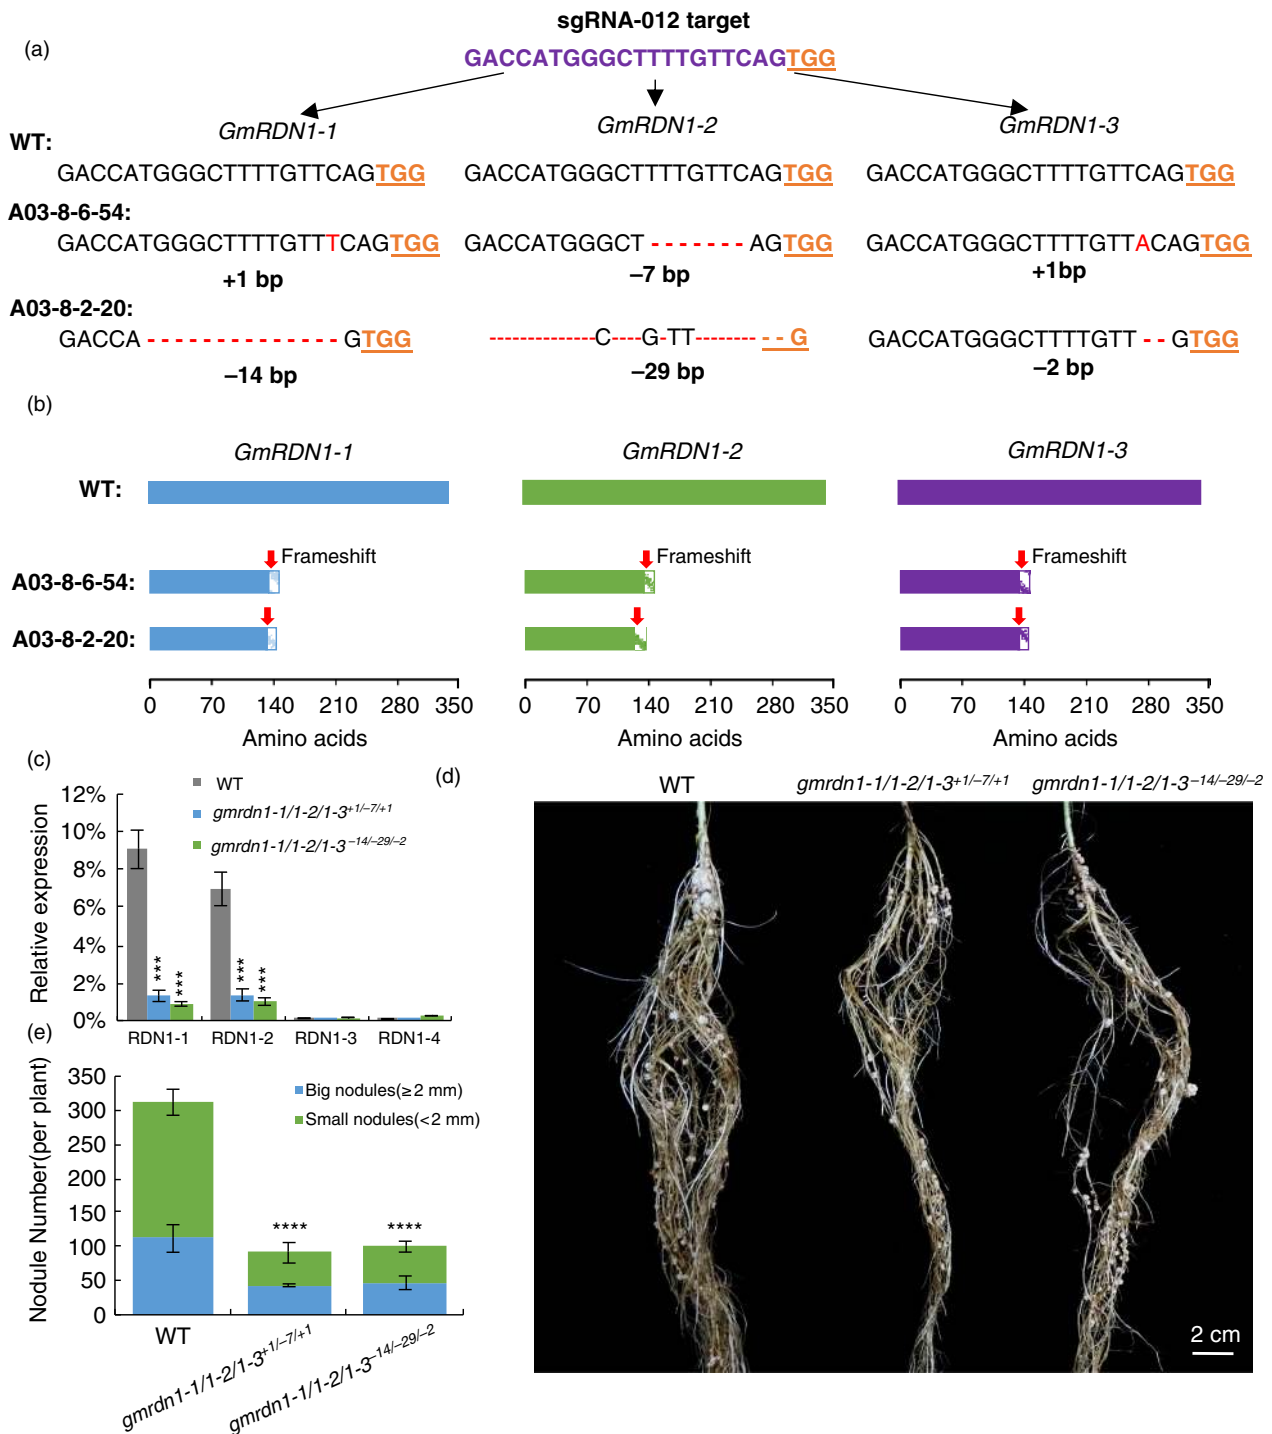 sgRNA-012 target
(a)
GACCATGGGCTTTTGTTCAGTGG
GmRDN1-1 GmRDN1-2 GmRDN1-3
WT:
GACCATGGGCTTTTGTTCAGTGG GACCATGGGCTTTTGTTCAGTGG GACCATGGGCTTTTGTTCAGTGG
A03-8-6-54:
GACCATGGGCTTTTGTTTCAGTGG GACCATGGGCT-------AGTGG GACCATGGGCTTTTGTTACAGTGG
+1 bp –7 bp +1bp
A03-8-2-20:
GACCA--------------GTGG -------------C----G-TT--------- --G GACCATGGGCTTTTGTT--GTGG
–14 bp –29 bp –2 bp
(b)
GmRDN1-1 GmRDN1-2 GmRDN1-3
WT:
Frameshift Frameshift Frameshift
A03-8-6-54:
A03-8-2-20:
0 70 140 210 280 350 0 70 140 210 280 350 0 70 140 210 280 350
Amino acids Amino acids Amino acids
(c)
WT
gmrdn1-1/1-2/1-3+1/–7/+1
gmrdn1-1/1-2/1-3–14/–29/–2
Relative expression
12%
10%
8%
6%
4%
2%
0%
*** *** *** ***
RDN1-1 RDN1-2 RDN1-3 RDN1-4
(d)
WT gmrdn1-1/1-2/1-3+1/–7/+1 gmrdn1-1/1-2/1-3–14/–29/–2
2 cm
(e)
Nodule Number(per plant)
350
300
250
200
150
100
50
0
Big nodules(≥2 mm)
Small nodules(<2 mm)
**** ****
WT
gmrdn1-1/1-2/1-3+1/–7/+1
gmrdn1-1/1-2/1-3–14/–29/–2